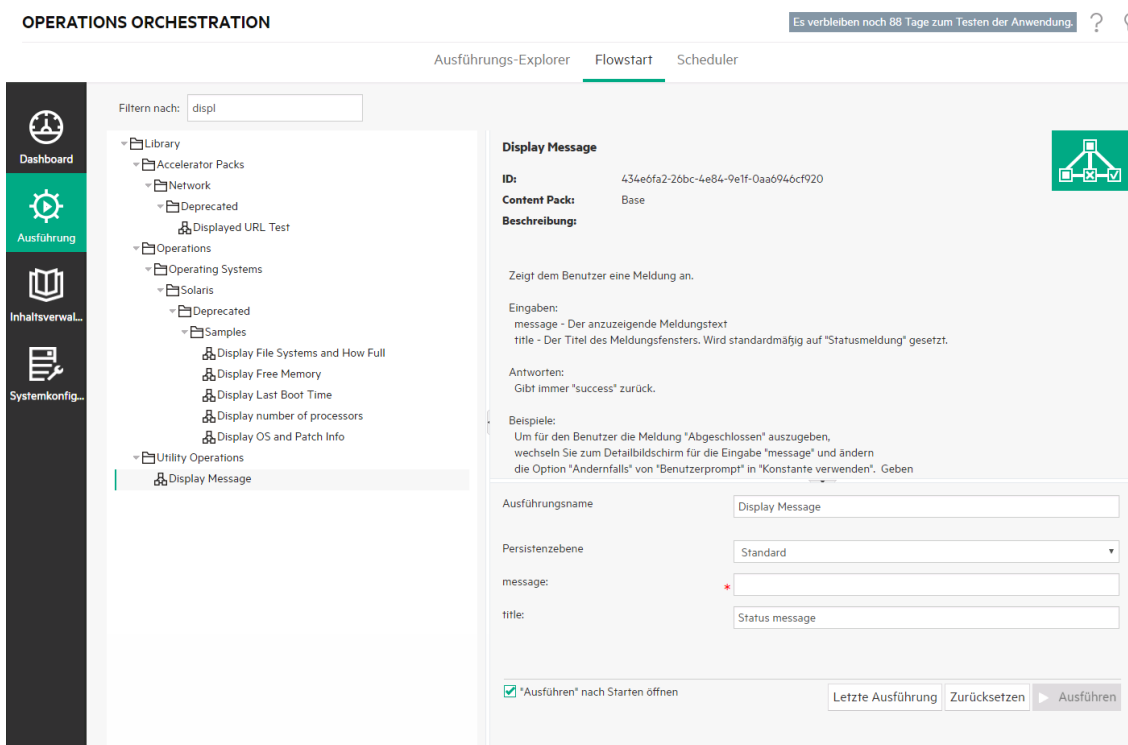 OPERATIONS ORCHESTRATION
Es verbleiben noch 88 Tage zum Testen der Anwendung.
?
Ausführungs-Explorer
Flowstart
Scheduler
Dashboard
Ausführung
Inhaltsverwal...
Systemkonfig...
Filtern nach:
displ
Library
Accelerator Packs
Network
Deprecated
Displayed URL Test
Operations
Operating Systems
Solaris
Deprecated
Samples
Display File Systems and How Full
Display Free Memory
Display Last Boot Time
Display number of processors
Display OS and Patch Info
Utility Operations
Display Message
Display Message
ID: 434e6fa2-26bc-4e84-9e1f-0aa6946cf920
Content Pack: Base
Beschreibung:
Zeigt dem Benutzer eine Meldung an.
Eingaben:
message - Der anzuzeigende Meldungstext
title - Der Titel des Meldungsfensters. Wird standardmäßig auf "Statusmeldung" gesetzt.
Antworten:
Gibt immer "success" zurück.
Beispiele:
Um für den Benutzer die Meldung "Abgeschlossen" auszugeben,
wechseln Sie zum Detailbildschirm für die Eingabe "message" und ändern
die Option "Andernfalls" von "Benutzerprompt" in "Konstante verwenden". Geben
Ausführungsname
Display Message
Persistenzebene
Standard
message:
*
title:
Status message
"Ausführen" nach Starten öffnen
Letzte Ausführung
Zurücksetzen
Ausführen